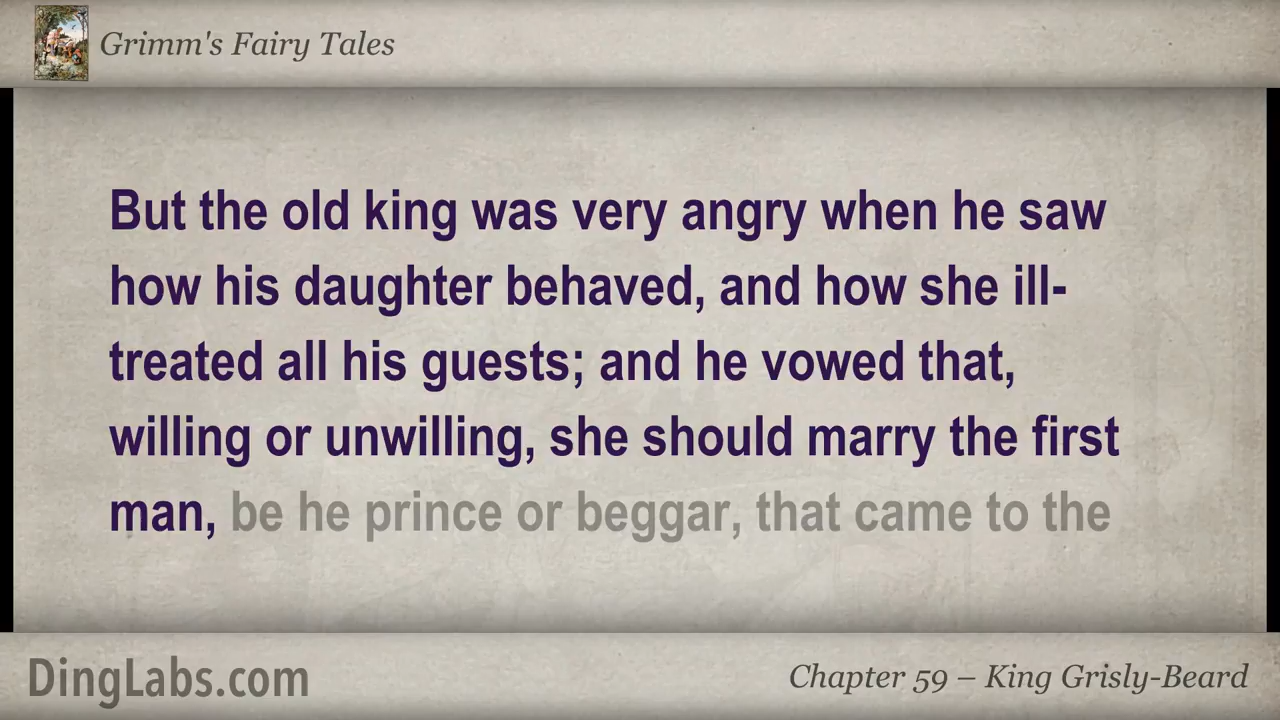 Grimm's Fairy Tales
But the old king was very angry when he saw
how his daughter behaved, and how she ill-
treated all his guests; and he vowed that,
willing or unwilling, she should marry the first
man, be he prince or beggar, that came to the
DingLabs.com
Chapter 59 – King Grisly-Beard